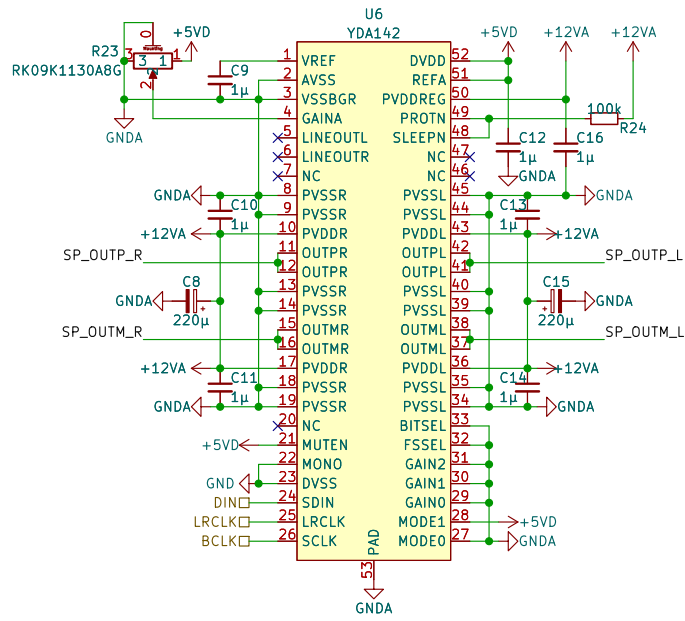 U6
YDA142
R23
RK09K1130A8G
0
Mounting
3 3 1 1
2
+5VD
GNDA
C9
1µ
+5VD
+12VA
+12VA
100k
R24
C12
1µ
C16
1µ
GNDA
1 VREF
2 AVSS
3 VSSBGR
4 GAINA
5 LINEOUTL
6 LINEOUTR
7 NC
8 PVSSR
9 PVSSR
10 PVDDR
11 OUTPR
12 OUTPR
13 PVSSR
14 PVSSR
15 OUTMR
16 OUTMR
17 PVDDR
18 PVSSR
19 PVSSR
20 NC
21 MUTEN
22 MONO
23 DVSS
24 SDIN
25 LRCLK
26 SCLK
DVDD 52
REFA 51
PVDDREG 50
PROTN 49
SLEEPN 48
NC 47
NC 46
PVSSL 45
PVSSL 44
PVDDL 43
OUTPL 42
OUTPL 41
PVSSL 40
PVSSL 39
OUTML 38
OUTML 37
PVDDL 36
PVSSL 35
PVSSL 34
BITSEL 33
FSSEL 32
GAIN2 31
GAIN1 30
GAIN0 29
MODE1 28
MODE0 27
PAD
53
GNDA
GNDA
C10
1µ
+12VA
SP_OUTP_R
C8
GNDA
+
220µ
SP_OUTM_R
+12VA
C11
1µ
GNDA
+5VD
GND
DIN
LRCLK
BCLK
GNDA
C13
1µ
+12VA
SP_OUTP_L
C15
GNDA
+
220µ
SP_OUTM_L
+12VA
C14
1µ
GNDA
+5VD
GNDA